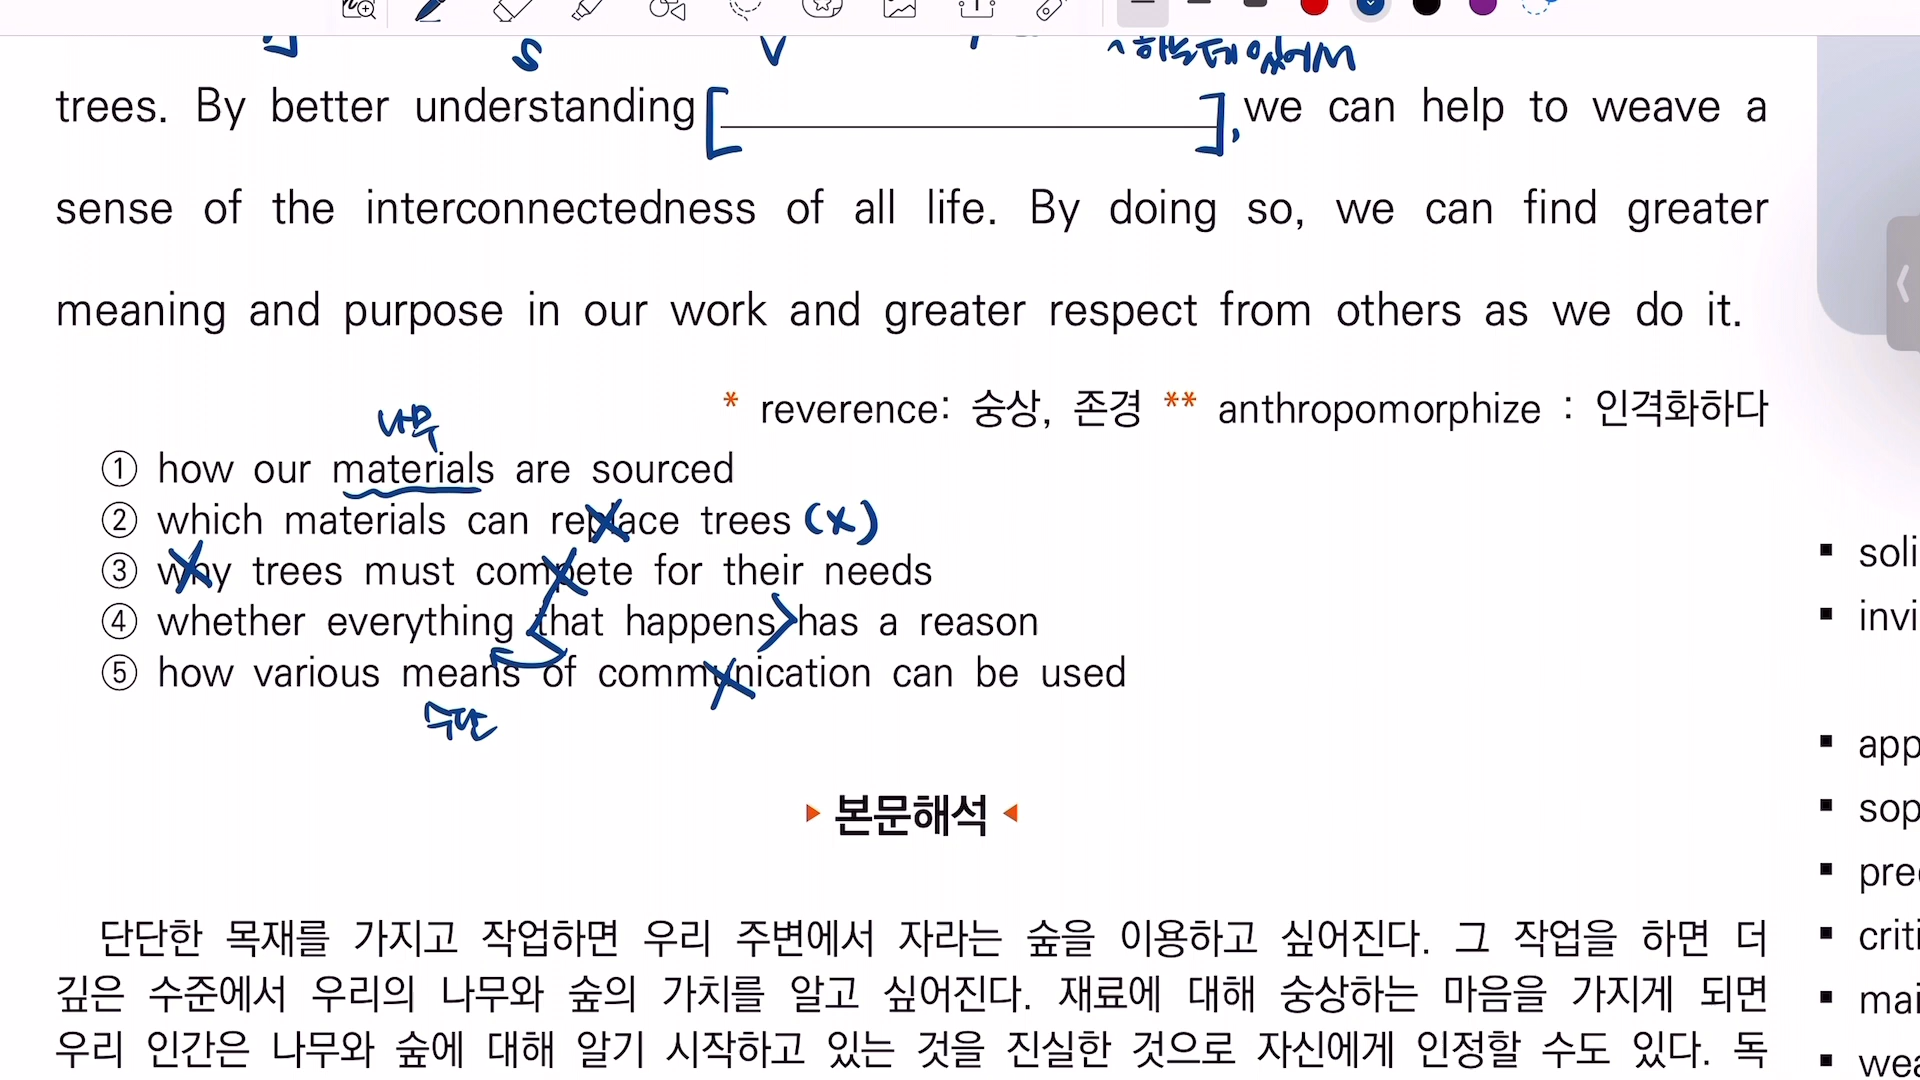 s
v
~하는데 있어서
trees. By better understanding [ ], we can help to weave a
sense of the interconnectedness of all life. By doing so, we can find greater
meaning and purpose in our work and greater respect from others as we do it.
* reverence: 숭상, 존경 ** anthropomorphize : 인격화하다
나무
① how our materials are sourced
② which materials can replace trees (x)
③ why trees must compete for their needs
④ whether everything that happens has a reason
⑤ how various means of communication can be used
수단
▸ 본문해석 ◂
단단한 목재를 가지고 작업하면 우리 주변에서 자라는 숲을 이용하고 싶어진다. 그 작업을 하면 더
깊은 수준에서 우리의 나무와 숲의 가치를 알고 싶어진다. 재료에 대해 숭상하는 마음을 가지게 되면
우리 인간은 나무와 숲에 대해 알기 시작하고 있는 것을 진실한 것으로 자신에게 인정할 수도 있다. 독
▪ soli
▪ invi
▪ app
▪ sop
▪ pre
▪ criti
▪ mai
▪ wea